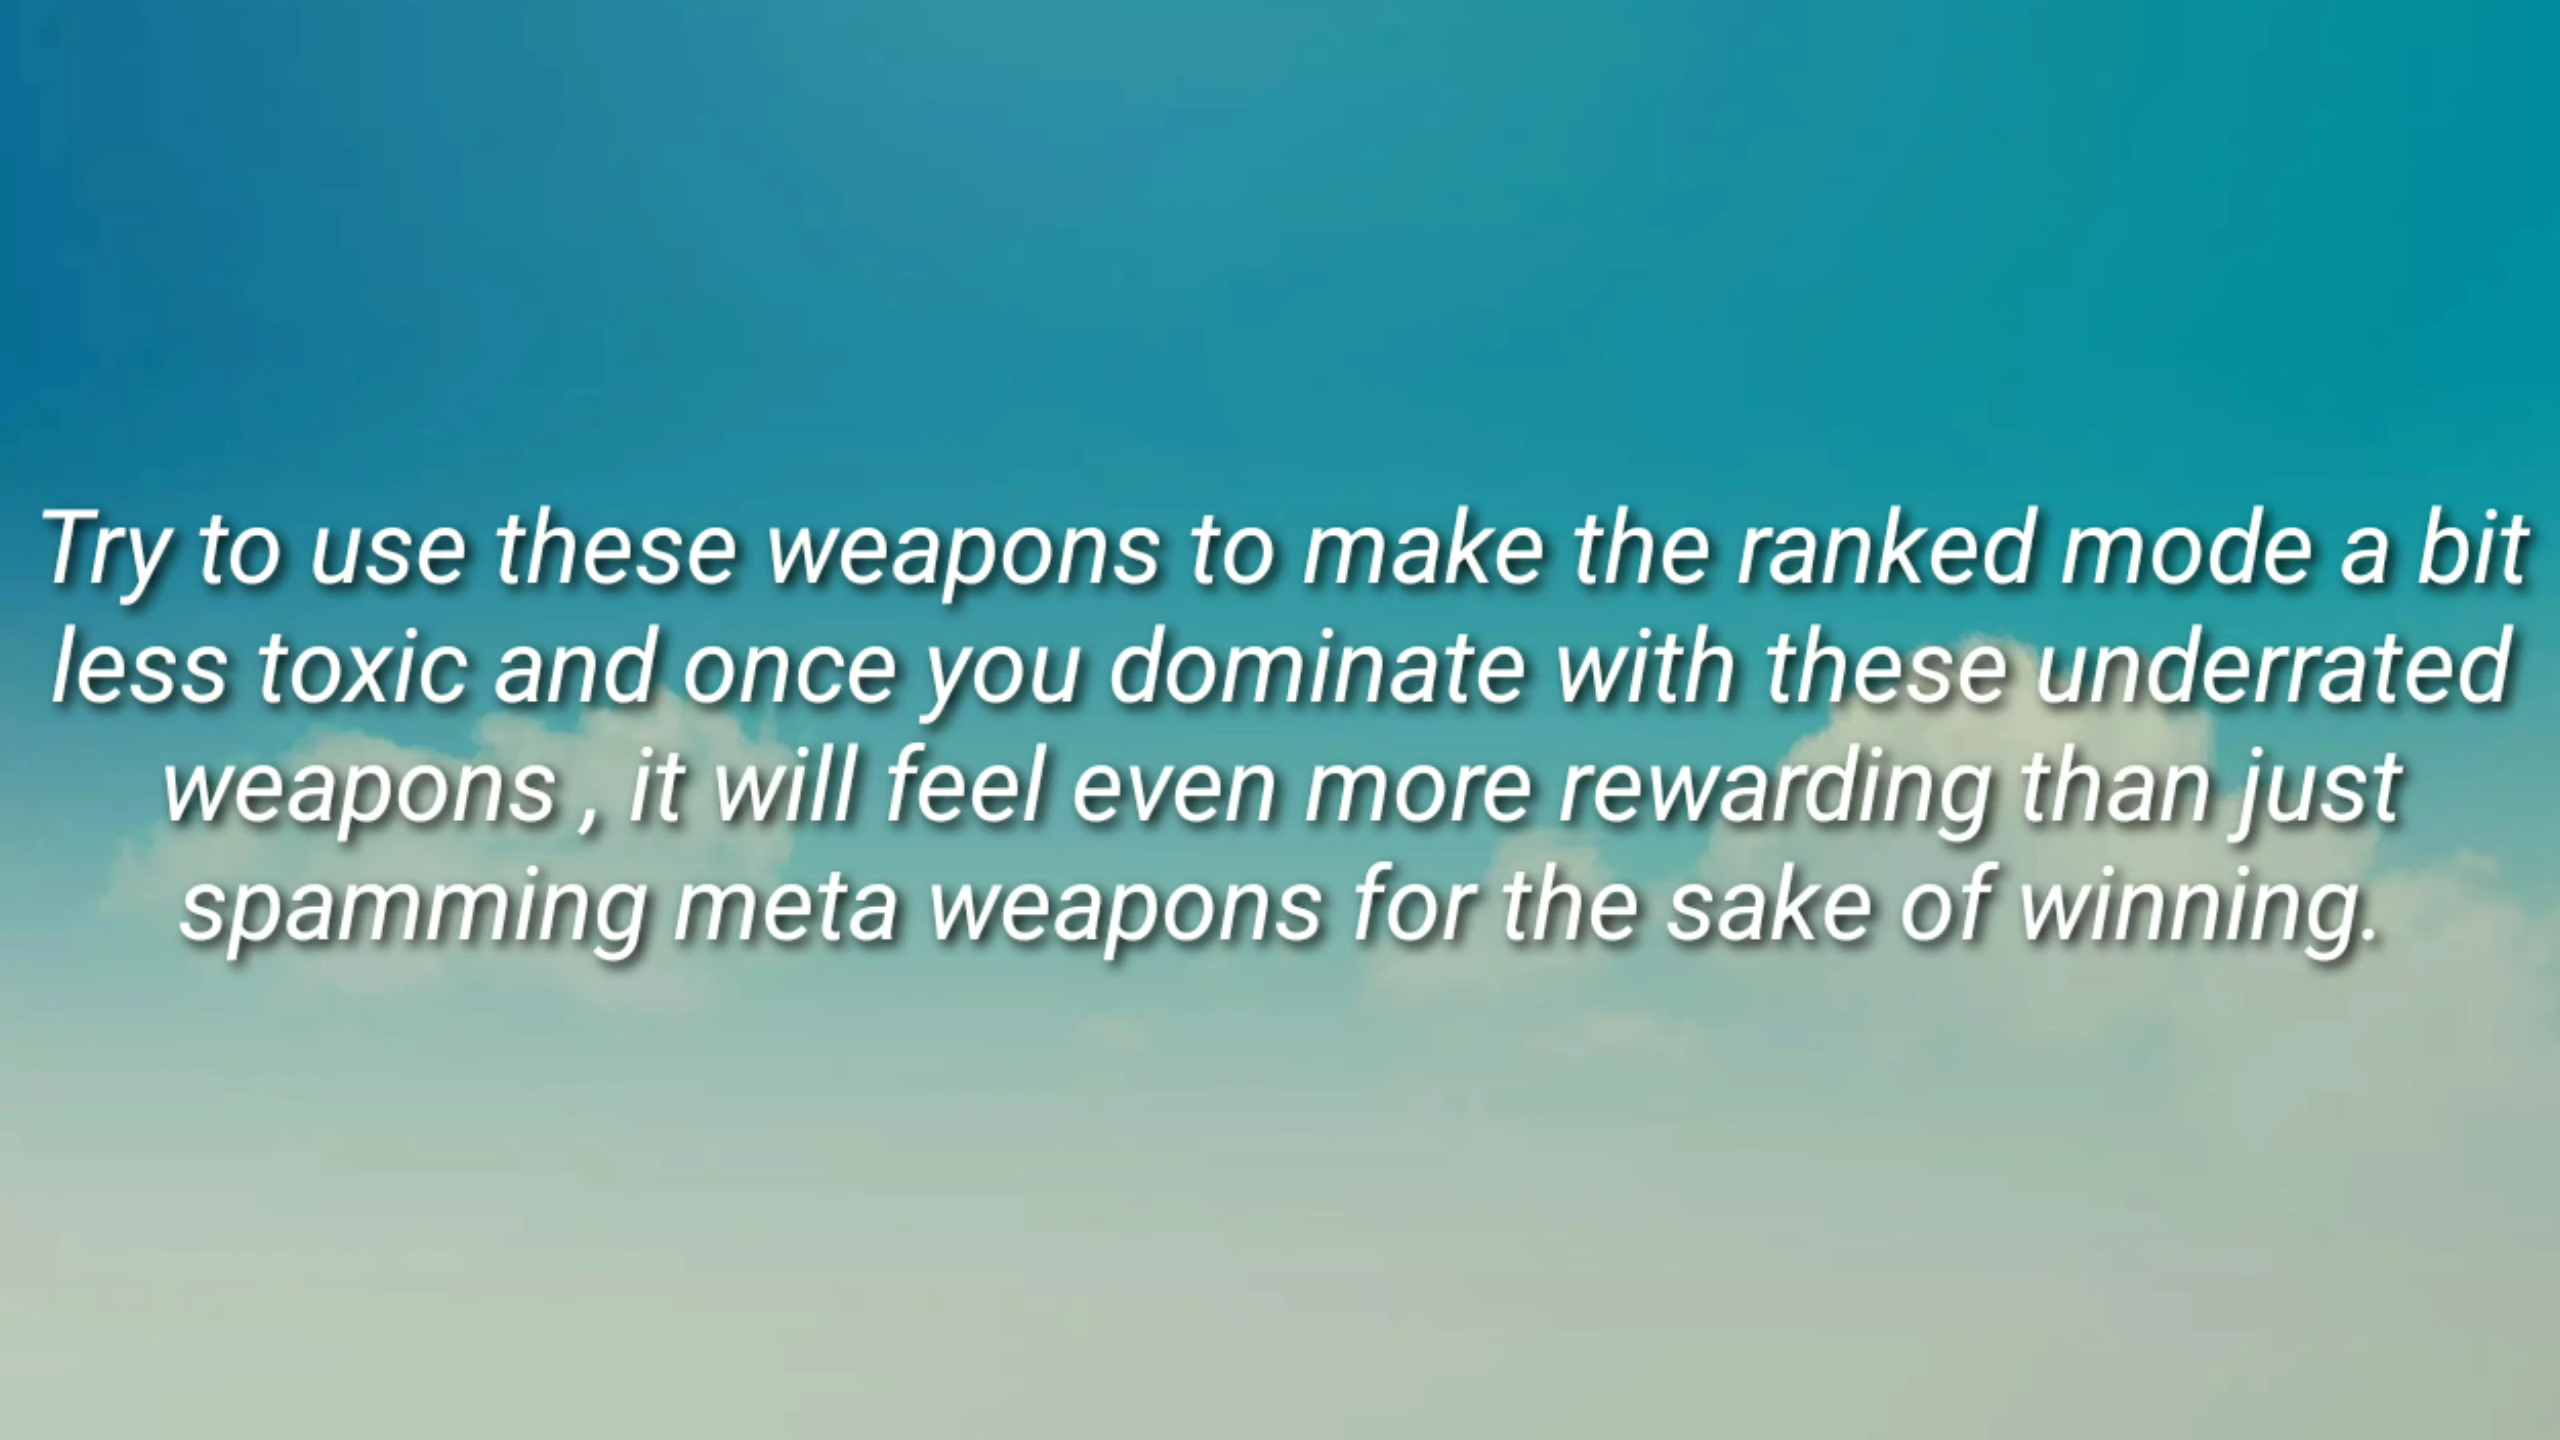 Try to use these weapons to make the ranked mode a bit
less toxic and once you dominate with these underrated
weapons , it will feel even more rewarding than just
spamming meta weapons for the sake of winning.